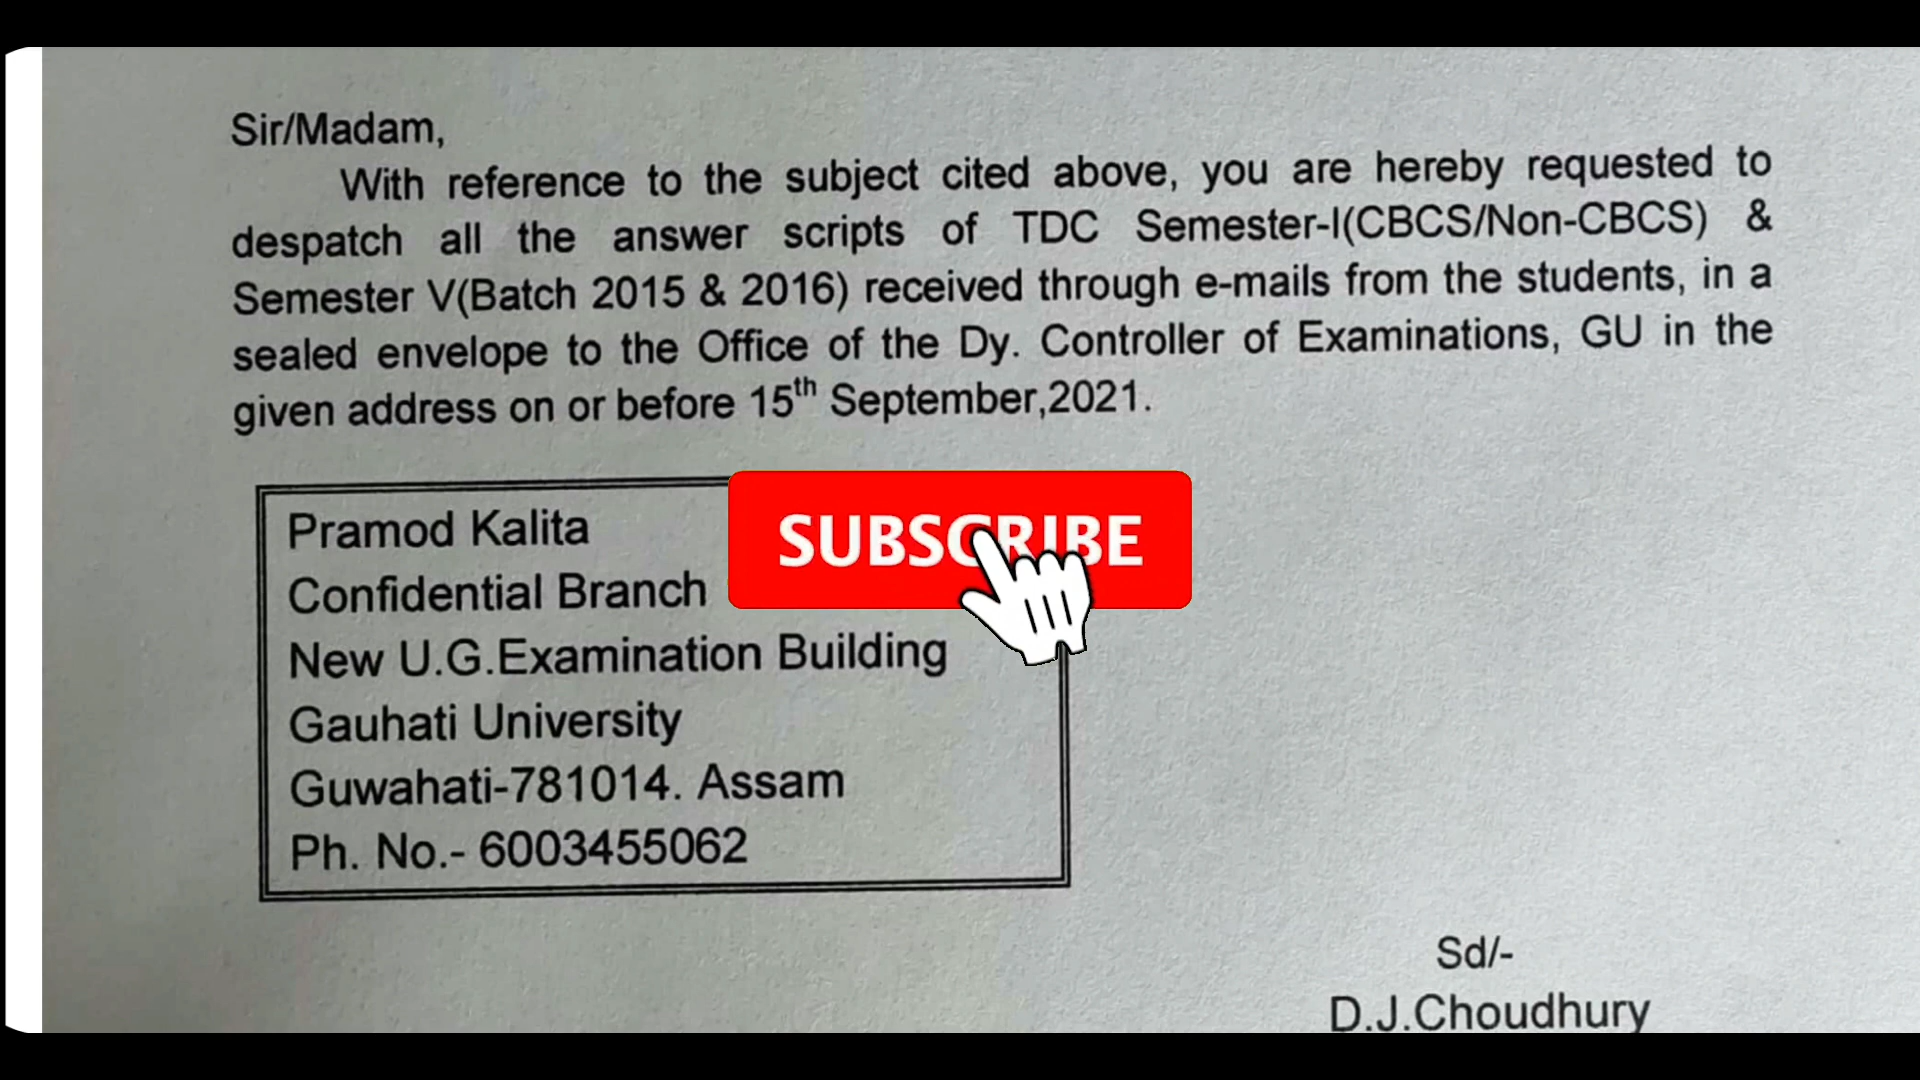 Sir/Madam,
With reference to the subject cited above, you are hereby requested to
despatch all the answer scripts of TDC Semester-I(CBCS/Non-CBCS) &
Semester V(Batch 2015 & 2016) received through e-mails from the students, in a
sealed envelope to the Office of the Dy. Controller of Examinations, GU in the
given address on or before 15th September,2021.
SUBSCRIBE
Pramod Kalita
Confidential Branch
New U.G.Examination Building
Gauhati University
Guwahati-781014. Assam
Ph. No.- 6003455062
Sd/-
D.J.Choudhury